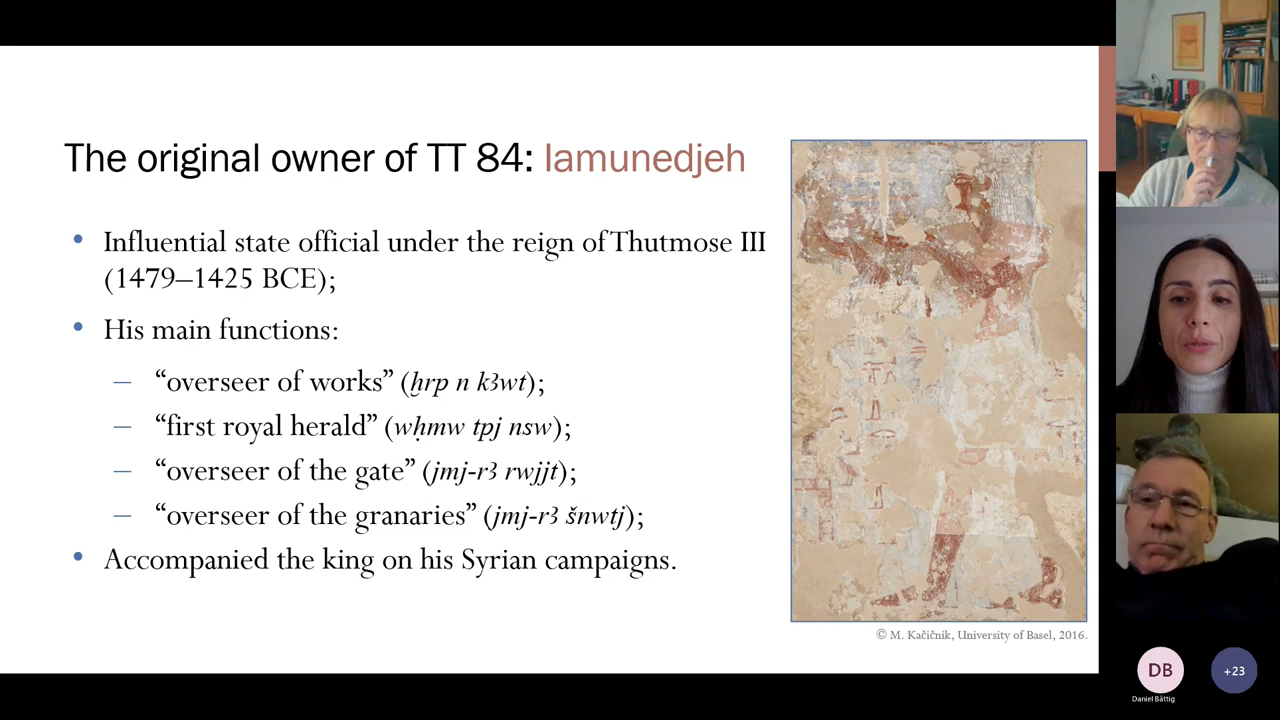 The original owner of TT 84: Iamunedjeh
• Influential state official under the reign of Thutmose III
(1479–1425 BCE);
• His main functions:
– “overseer of works” (ḫrp n kꜣwt);
– “first royal herald” (wḥmw tpj nsw);
– “overseer of the gate” (jmj-rꜣ rwjjt);
– “overseer of the granaries” (jmj-rꜣ šnwtj);
• Accompanied the king on his Syrian campaigns.
© M. Kačičnik, University of Basel, 2016.
DB
+23
Daniel Bättig